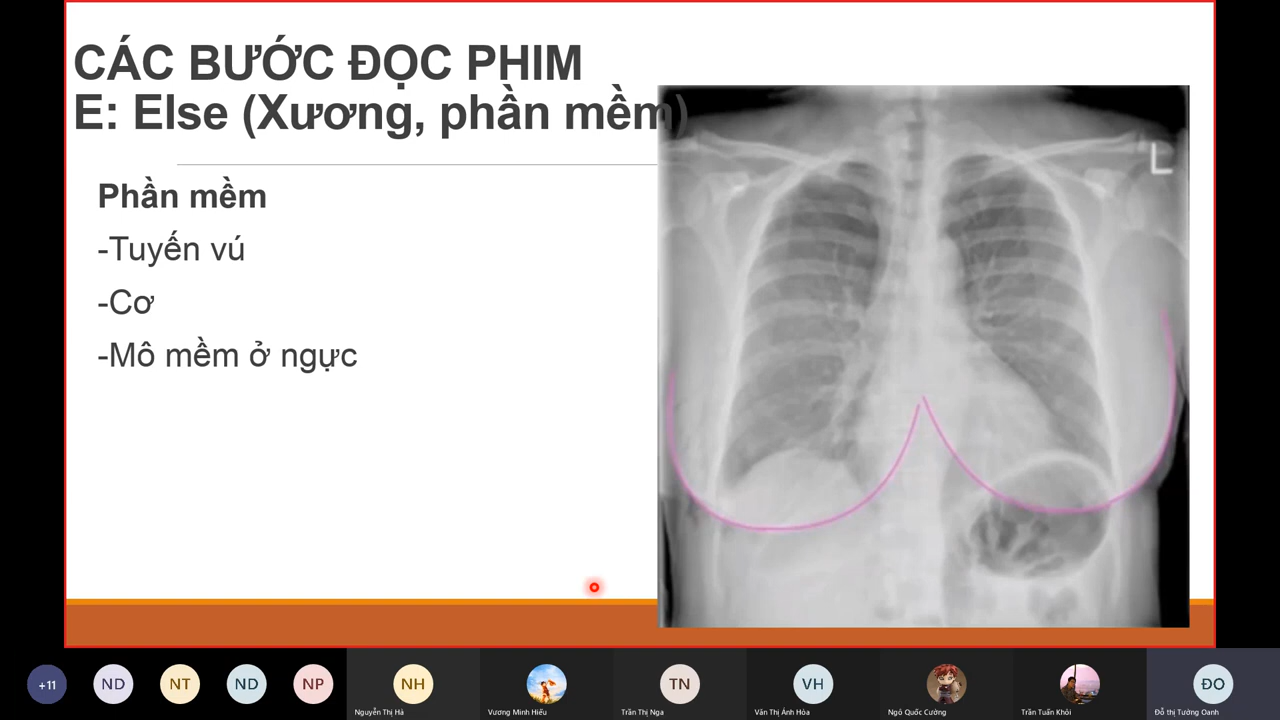 CÁC BƯỚC ĐỌC PHIM
E: Else (Xương, phần mềm)
Phần mềm
-Tuyến vú
-Cơ
-Mô mềm ở ngực
L
+11
ND
NT
ND
NP
NH
TN
VH
ĐO
Nguyễn Thị Hà
Vương Minh Hiếu
Trần Thị Nga
Văn Thị Ánh Hòa
Ngô Quốc Cường
Trần Tuấn Khôi
Đỗ thị Tường Oanh